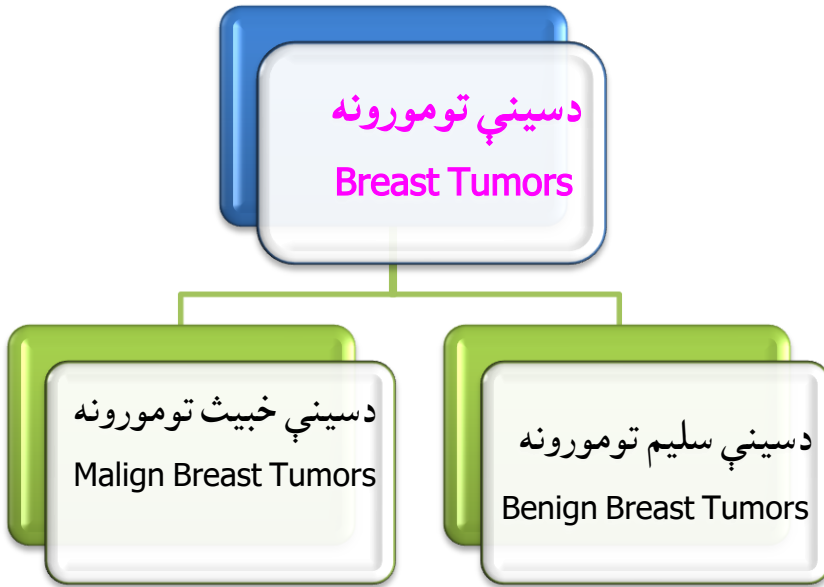 دسينې تومورونه
Breast Tumors
دسينې خبيث تومورونه
Malign Breast Tumors
دسينې سليم تومورونه
Benign Breast Tumors